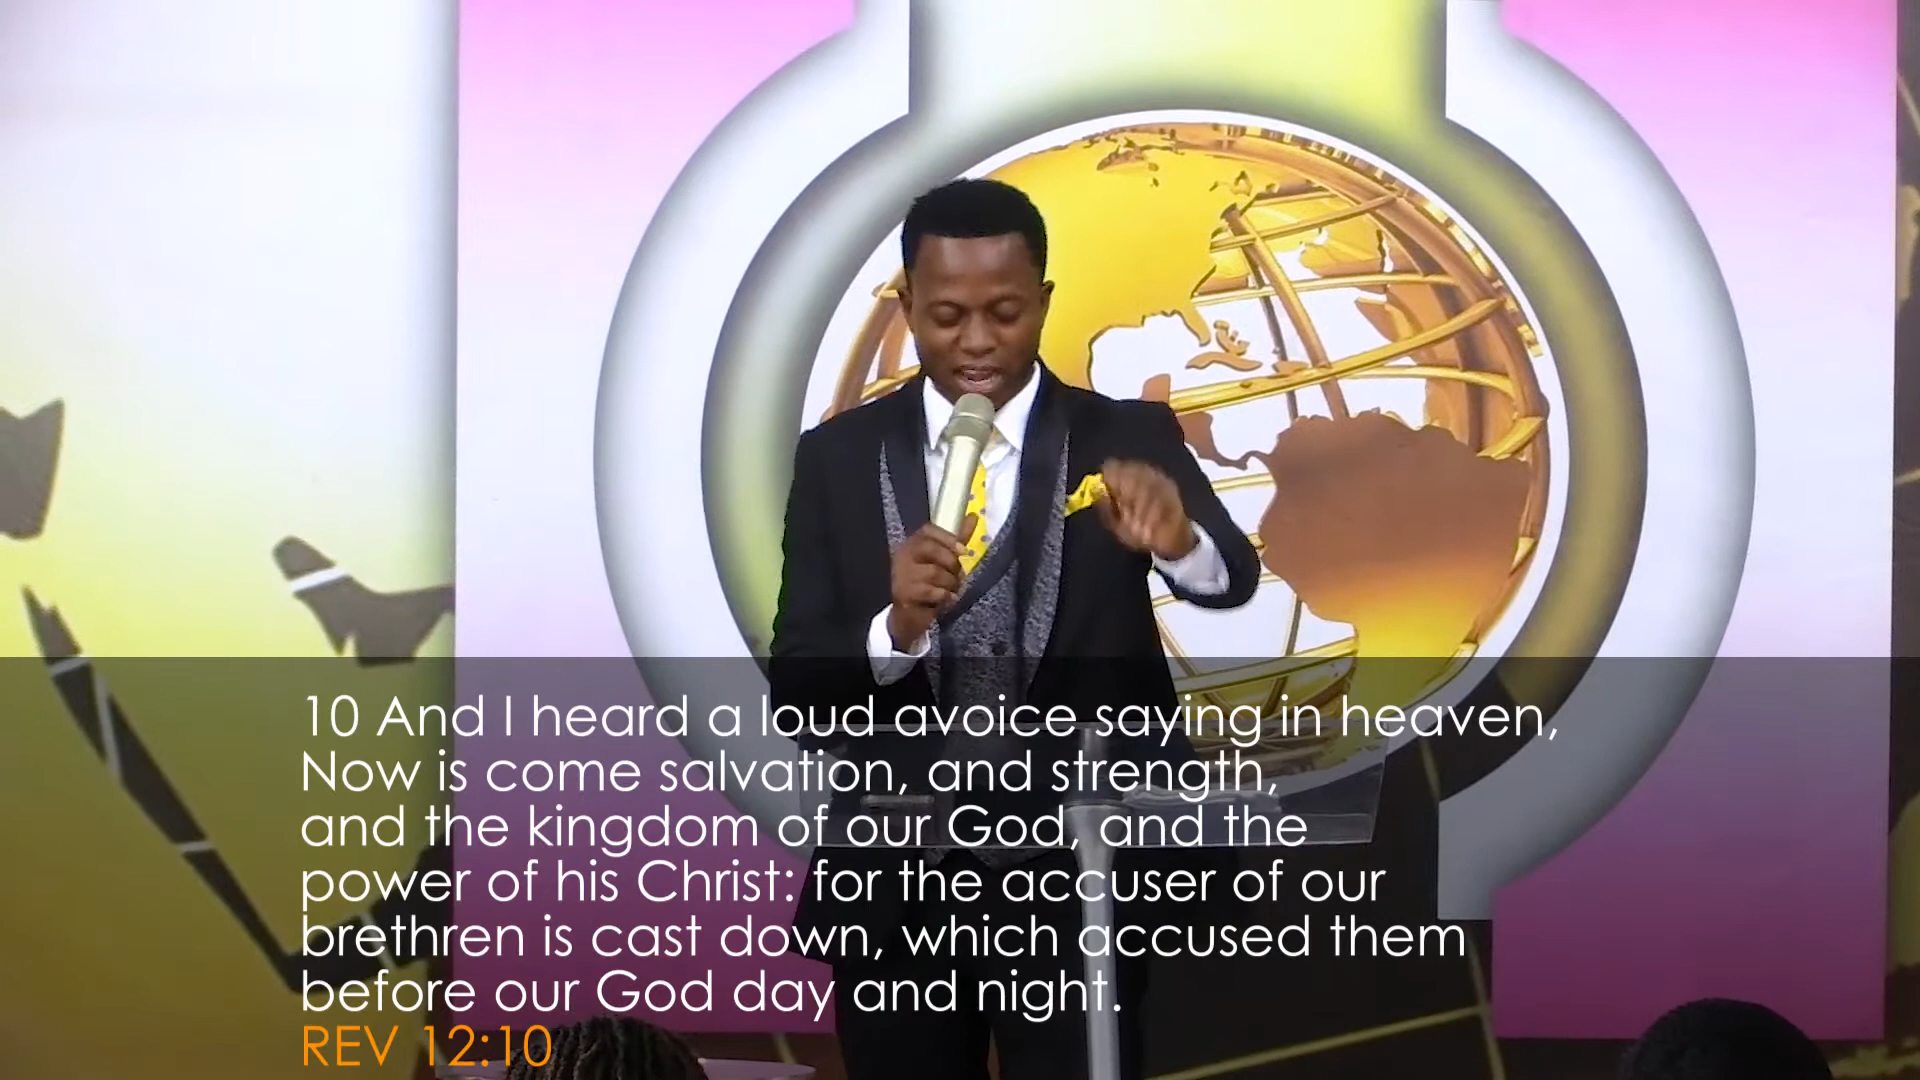 10 And I heard a loud avoice saying in heaven,
Now is come salvation, and strength,
and the kingdom of our God, and the
power of his Christ: for the accuser of our
brethren is cast down, which accused them
before our God day and night.
REV 12:10